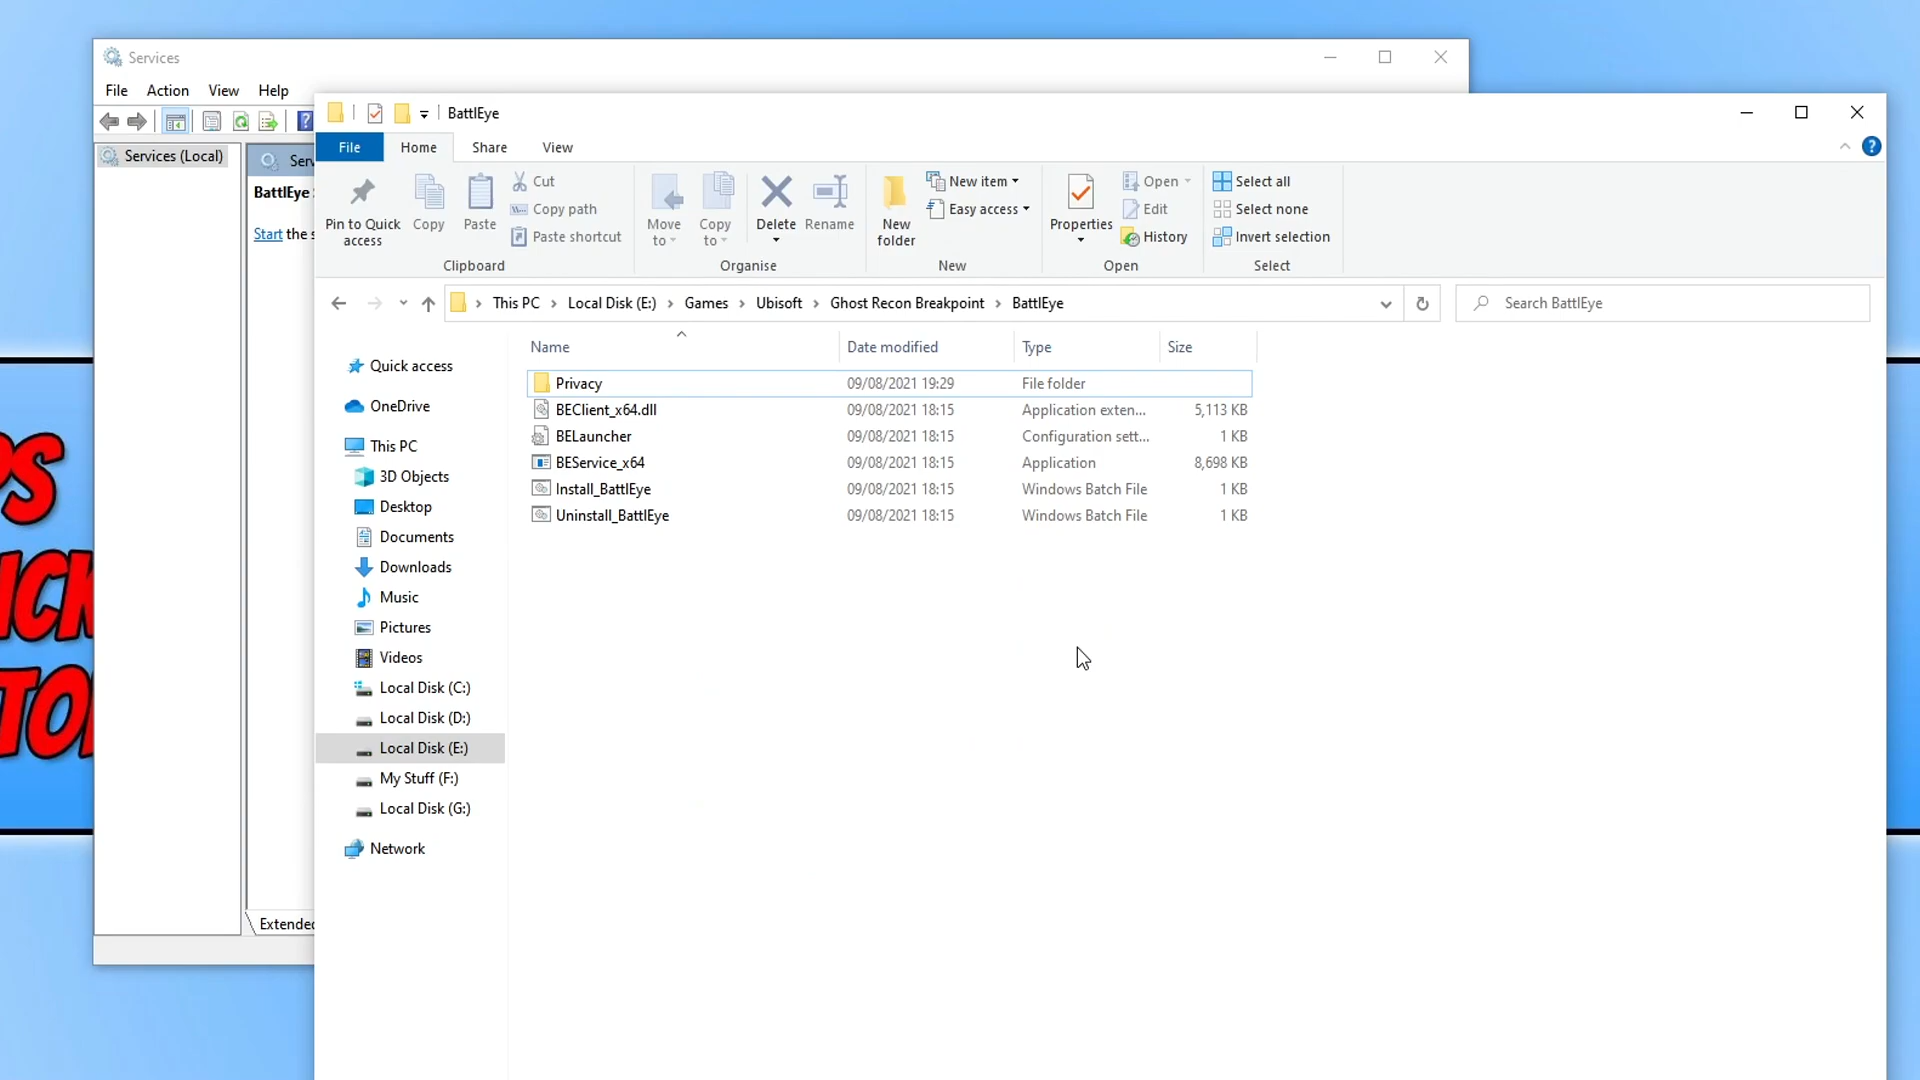 Services
File Action View Help
Services (Local)
BattlEye
Start the
Extended
BattlEye
File Home Share View
Pin to Quick access
Copy
Paste
Cut
Copy path
Paste shortcut
Clipboard
Move to
Copy to
Delete
Rename
Organise
New folder
New item
Easy access
New
Properties
Open
Edit
History
Open
Select all
Select none
Invert selection
Select
This PC > Local Disk (E:) > Games > Ubisoft > Ghost Recon Breakpoint > BattlEye
Search BattlEye
Name Date modified Type Size
Privacy 09/08/2021 19:29 File folder
BEClient_x64.dll 09/08/2021 18:15 Application exten... 5,113 KB
BELauncher 09/08/2021 18:15 Configuration sett... 1 KB
BEService_x64 09/08/2021 18:15 Application 8,698 KB
Install_BattlEye 09/08/2021 18:15 Windows Batch File 1 KB
Uninstall_BattlEye 09/08/2021 18:15 Windows Batch File 1 KB
Quick access
OneDrive
This PC
3D Objects
Desktop
Documents
Downloads
Music
Pictures
Videos
Local Disk (C:)
Local Disk (D:)
Local Disk (E:)
My Stuff (F:)
Local Disk (G:)
Network